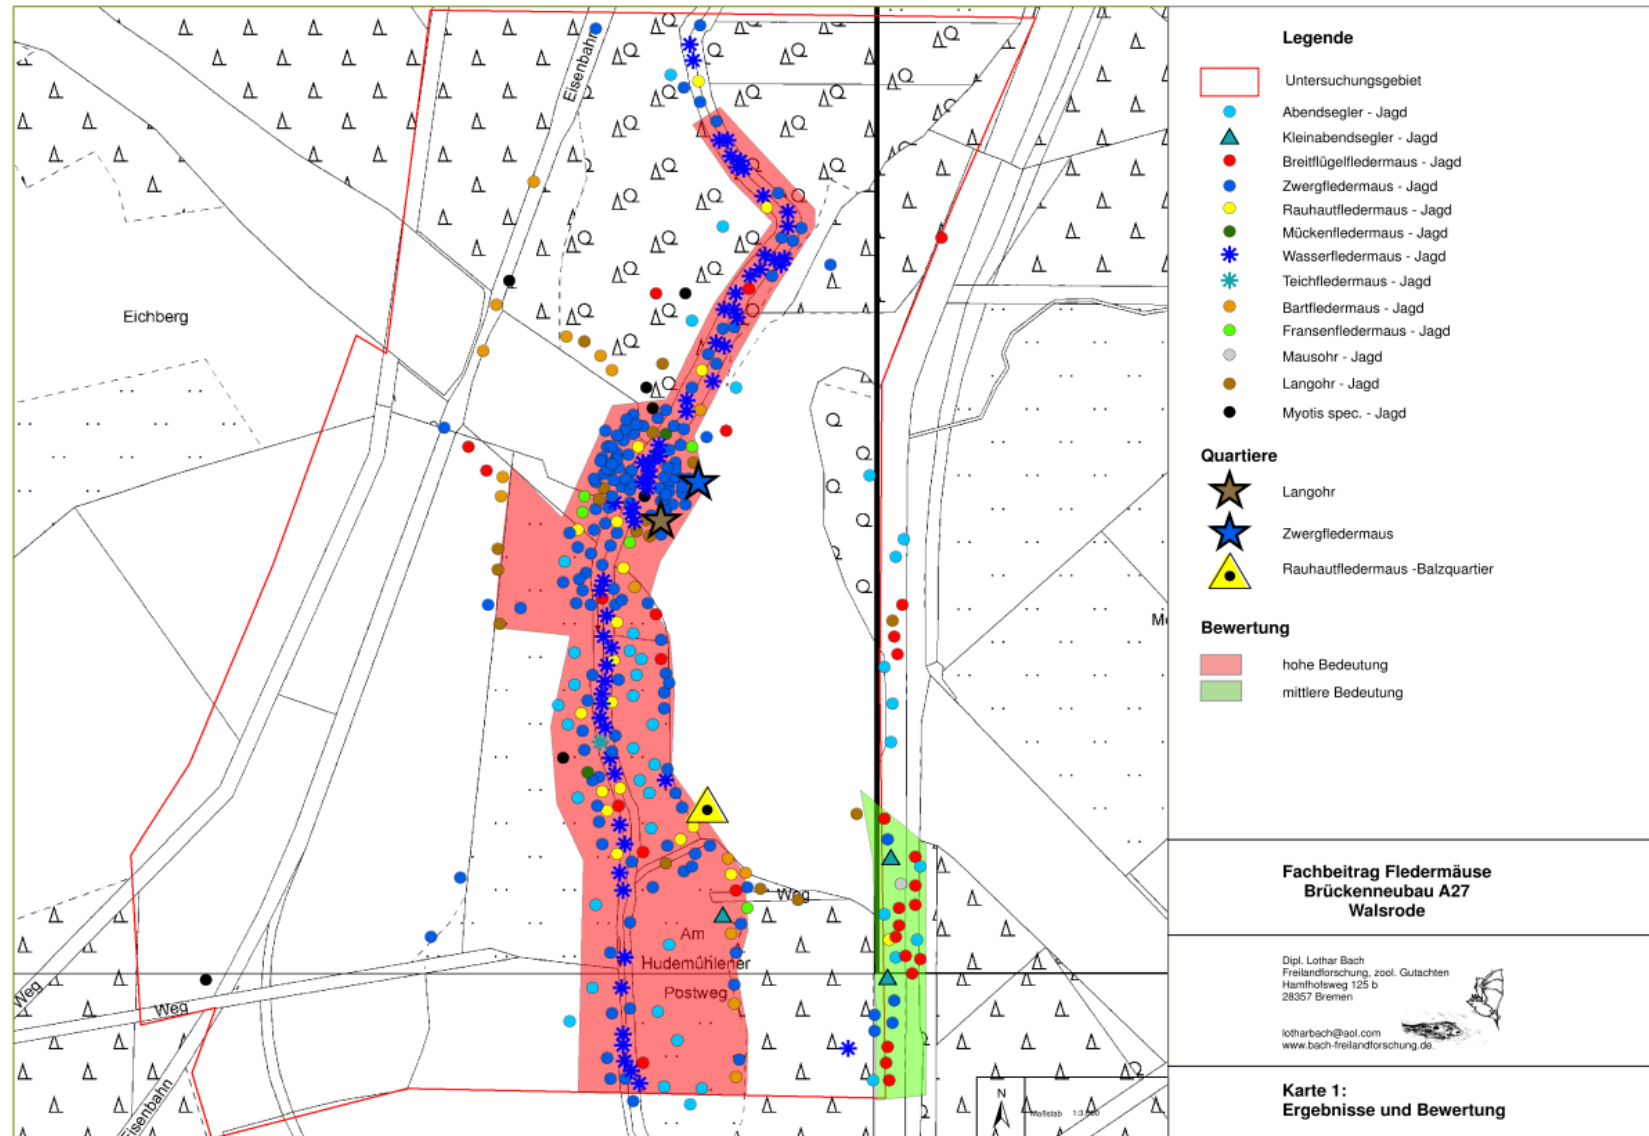 Eisenbahn
Eichberg
Weg
Am
Hudemühlener
Postweg
Weg
Weg
Eisenbahn
N
Maßstab
Legende
Untersuchungsgebiet
Abendsegler - Jagd
Kleinabendsegler - Jagd
Breitflügelfledermaus - Jagd
Zwergfledermaus - Jagd
Rauhautfledermaus - Jagd
Mückenfledermaus - Jagd
Wasserfledermaus - Jagd
Teichfledermaus - Jagd
Bartfledermaus - Jagd
Fransenfledermaus - Jagd
Mausohr - Jagd
Langohr - Jagd
Myotis spec. - Jagd
Quartiere
Langohr
Zwergfledermaus
Rauhautfledermaus -Balzquartier
Bewertung
hohe Bedeutung
mittlere Bedeutung
Fachbeitrag Fledermäuse
Brückenneubau A27
Walsrode
Dipl. Lothar Bach
Freilandforschung, zool. Gutachten
Hamfhofsweg 125 b
28357 Bremen
lotharbach@aol.com
www.bach-freilandforschung.de
Karte 1:
Ergebnisse und Bewertung